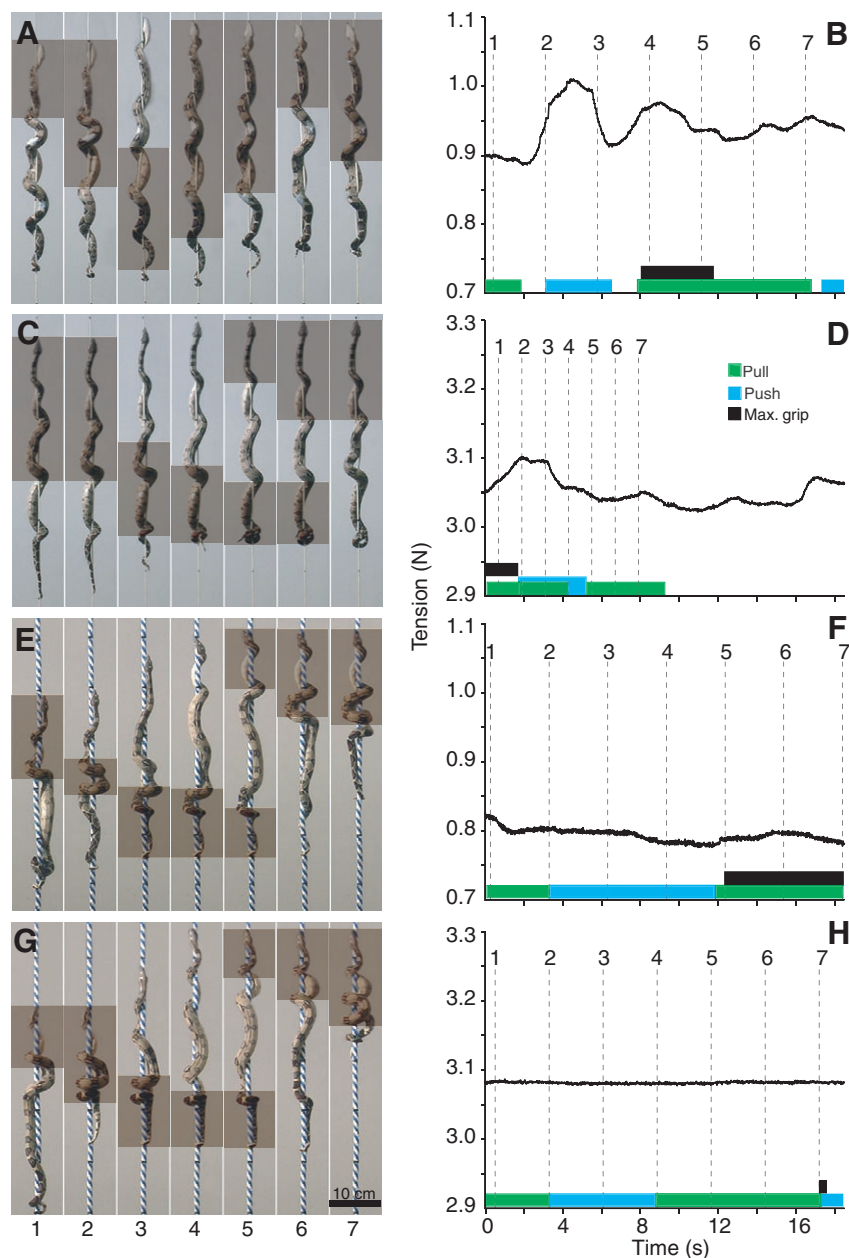 A
B
1.1
1 2 3 4 5 6 7
1.0
0.9
0.8
0.7
C
D
3.3
1 2 3 4 5 6 7
3.2
Pull
Push
Max. grip
3.1
3.0
2.9
Tension (N)
E
F
1.1
1 2 3 4 5 6 7
1.0
0.9
0.8
0.7
G
H
3.3
1 2 3 4 5 6 7
3.2
3.1
3.0
2.9
10 cm
1 2 3 4 5 6 7
0 4 8 12 16
Time (s)